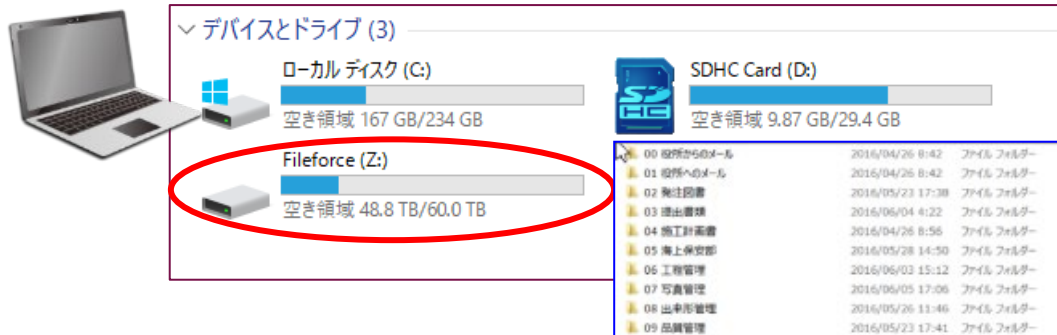 デバイスとドライブ (3)
ローカル ディスク (C:)
空き領域 167 GB/234 GB
SDHC Card (D:)
空き領域 9.87 GB/29.4 GB
Fileforce (Z:)
空き領域 48.8 TB/60.0 TB
00 役所からのメール 2016/04/26 8:42 ファイル フォルダー
01 役所へのメール 2016/04/26 8:42 ファイル フォルダー
02 発注図書 2016/05/23 17:38 ファイル フォルダー
03 提出書類 2016/06/04 4:22 ファイル フォルダー
04 施工計画書 2016/04/26 8:56 ファイル フォルダー
05 海上保安部 2016/05/28 14:50 ファイル フォルダー
06 工程管理 2016/06/03 15:12 ファイル フォルダー
07 写真管理 2016/06/05 17:06 ファイル フォルダー
08 出来形管理 2016/05/26 11:46 ファイル フォルダー
09 品質管理 2016/05/23 17:41 ファイル フォルダー